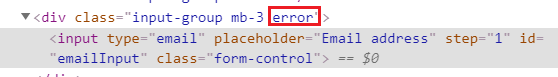 ▼<div class="input-group mb-3 error">
<input type="email" placeholder="Email address" step="1" id=
"emailInput" class="form-control"> == $0
</div>